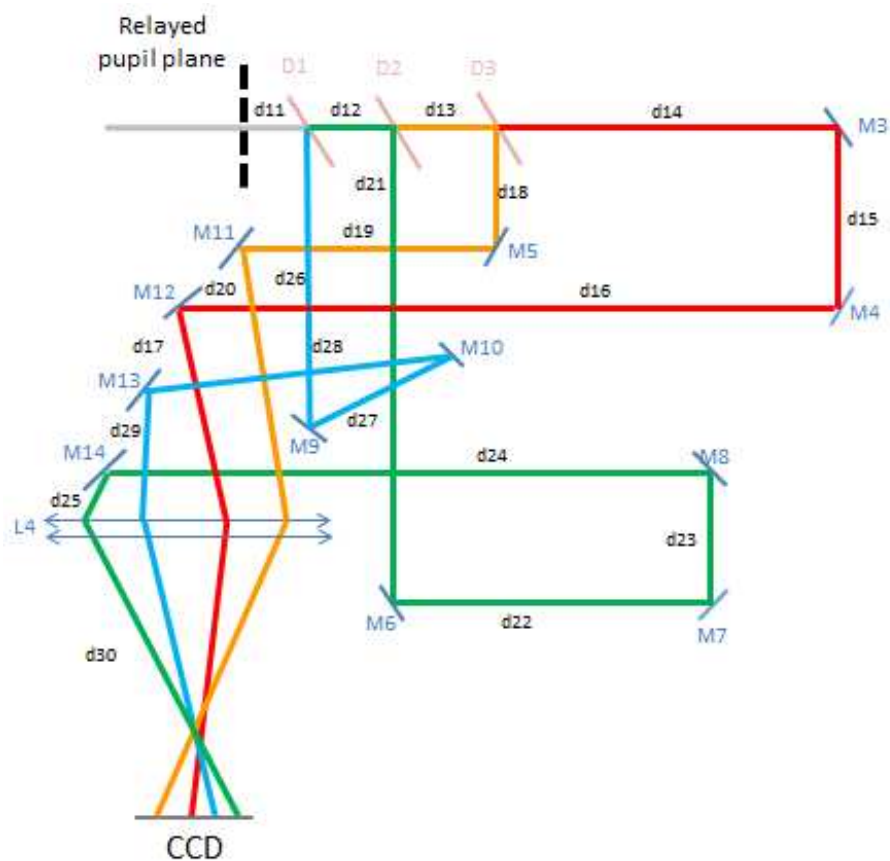 Relayed
pupil plane
D1
D2
D3
d11
d12
d13
d14
M3
d21
d18
d15
M11
d19
M5
d26
M12
d20
d16
M4
d17
d28
M10
M13
d29
M9
d27
M14
d24
M8
d25
L4
d23
M6
d22
M7
d30
CCD